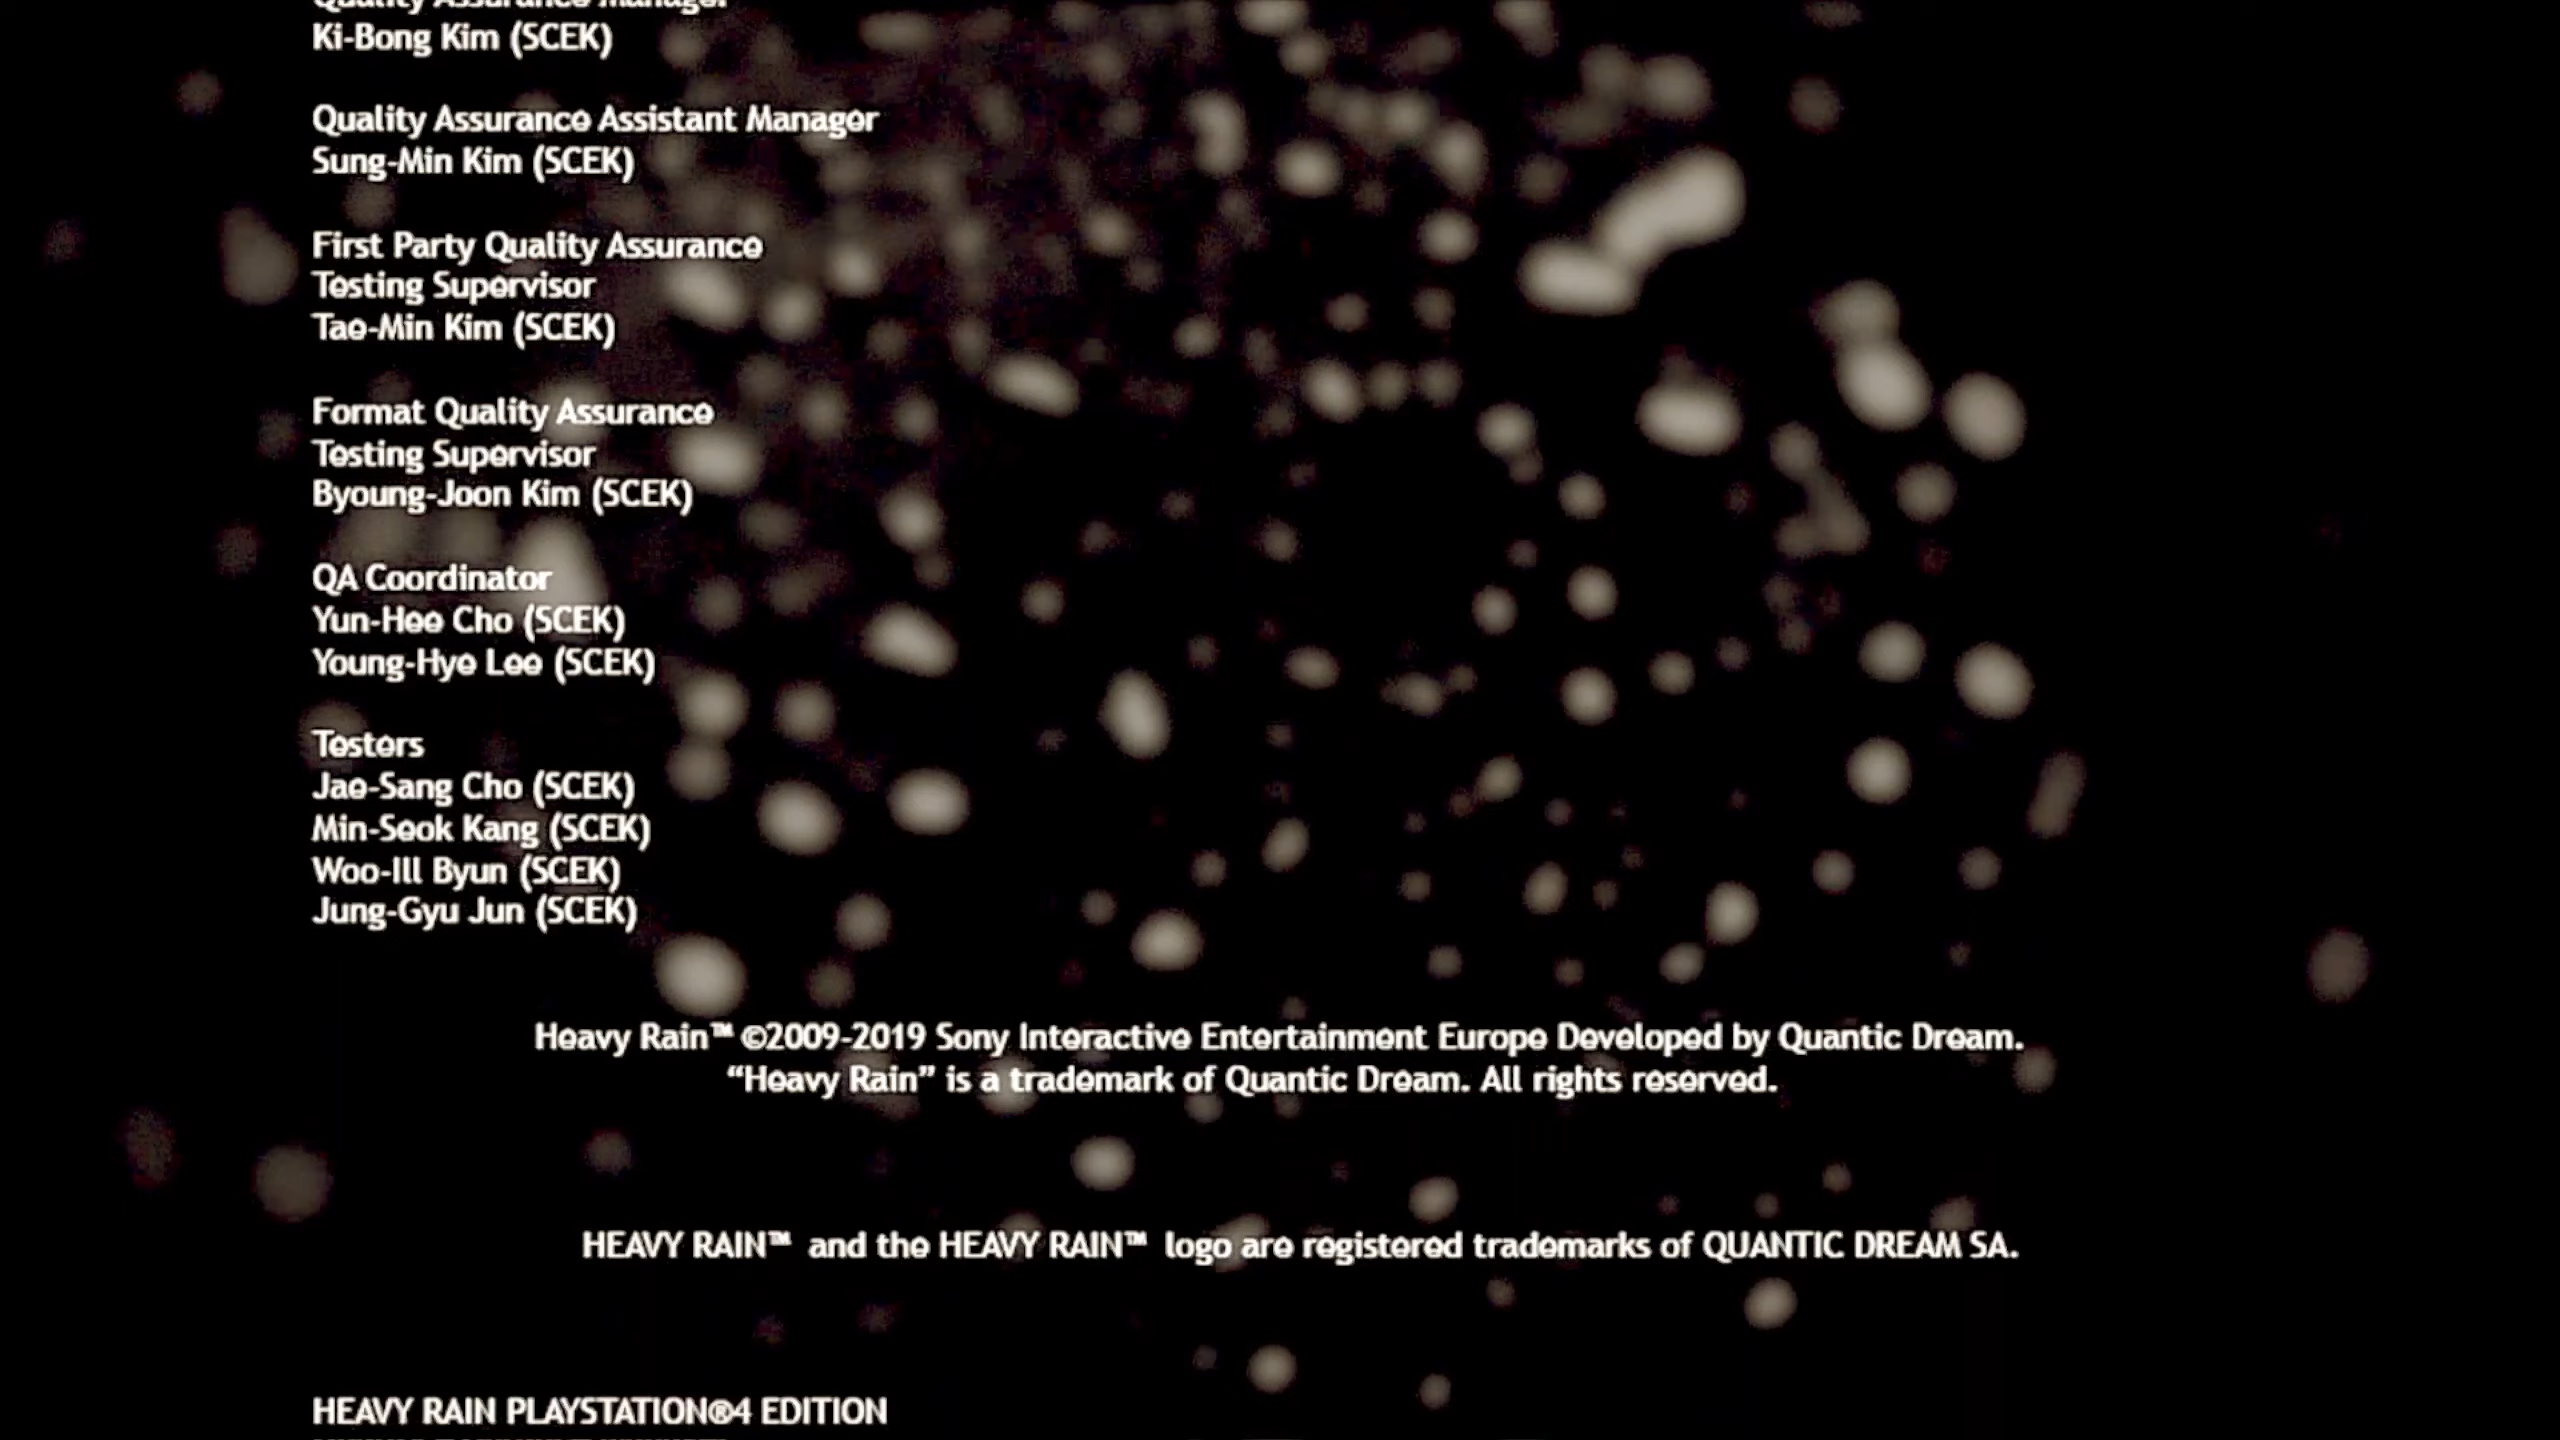 Quality Assurance Manager
Ki-Bong Kim (SCEK)
Quality Assurance Assistant Manager
Sung-Min Kim (SCEK)
First Party Quality Assurance
Testing Supervisor
Tae-Min Kim (SCEK)
Format Quality Assurance
Testing Supervisor
Byoung-Joon Kim (SCEK)
QA Coordinator
Yun-Hee Cho (SCEK)
Young-Hye Lee (SCEK)
Testers
Jae-Sang Cho (SCEK)
Min-Seok Kang (SCEK)
Woo-Ill Byun (SCEK)
Jung-Gyu Jun (SCEK)
Heavy Rain™ ©2009-2019 Sony Interactive Entertainment Europe Developed by Quantic Dream.
“Heavy Rain” is a trademark of Quantic Dream. All rights reserved.
HEAVY RAIN™ and the HEAVY RAIN™ logo are registered trademarks of QUANTIC DREAM SA.
HEAVY RAIN PLAYSTATION®4 EDITION